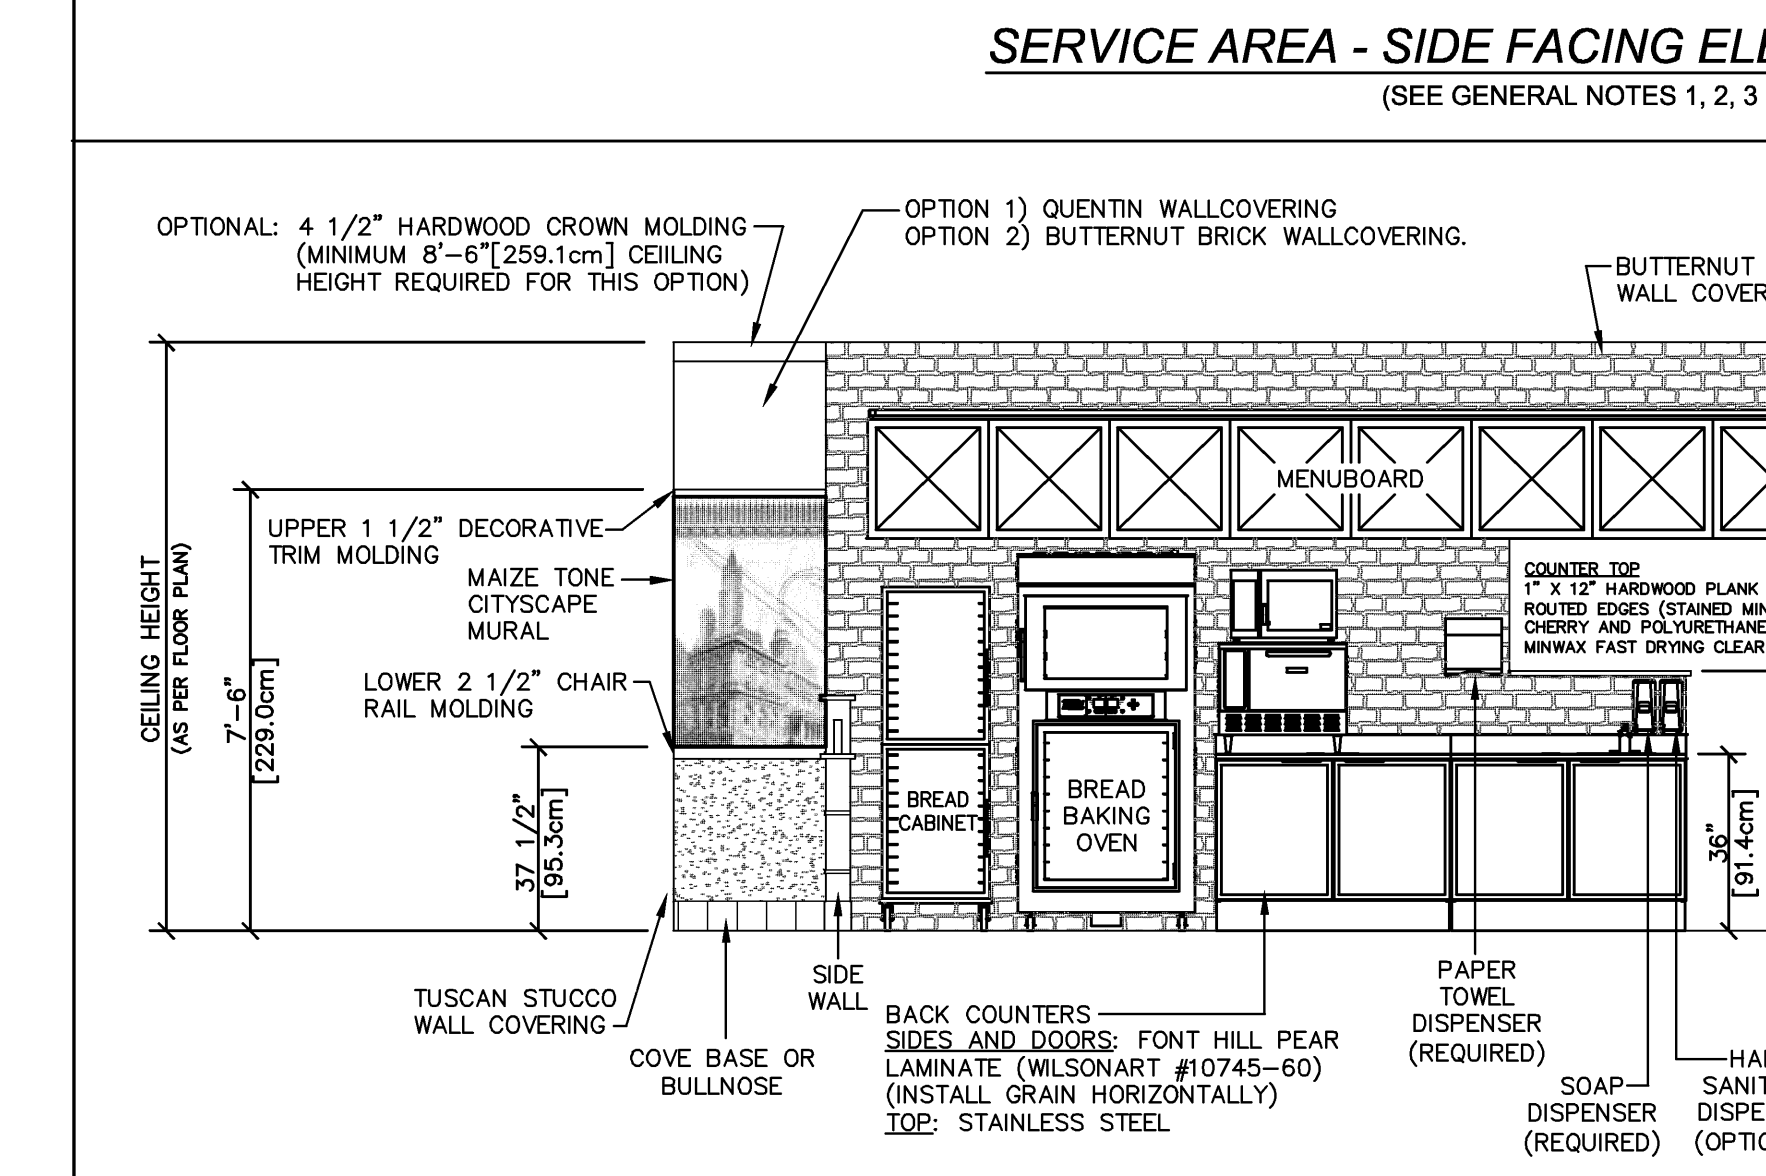 SERVICE AREA - SIDE FACING
(SEE GENERAL NOTES 1, 2, 3
OPTIONAL: 4 1/2" HARDWOOD CROWN MOLDING
(MINIMUM 8'-6"[259.1cm] CEIILING
HEIGHT REQUIRED FOR THIS OPTION)
OPTION 1) QUENTIN WALLCOVERING
OPTION 2) BUTTERNUT BRICK WALLCOVERING.
BUTTERNUT
WALL COVER
MENUBOARD
UPPER 1 1/2" DECORATIVE
TRIM MOLDING
MAIZE TONE
CITYSCAPE
MURAL
LOWER 2 1/2" CHAIR
RAIL MOLDING
CEILING HEIGHT
(AS PER FLOOR PLAN)
7'-6"
[229.0cm]
37 1/2"
[95.3cm]
COUNTER TOP
1" X 12" HARDWOOD PLANK
ROUTED EDGES (STAINED MIN
CHERRY AND POLYURETHANE
MINWAX FAST DRYING CLEAR
BREAD
CABINET
BREAD
BAKING
OVEN
36"
[91.4cm]
TUSCAN STUCCO
WALL COVERING
COVE BASE OR
BULLNOSE
SIDE
WALL
BACK COUNTERS
SIDES AND DOORS: FONT HILL PEAR
LAMINATE (WILSONART #10745-60)
(INSTALL GRAIN HORIZONTALLY)
TOP: STAINLESS STEEL
PAPER
TOWEL
DISPENSER
(REQUIRED)
SOAP
DISPENSER
(REQUIRED)
HA
SANIT
DISPE
(OPTIO